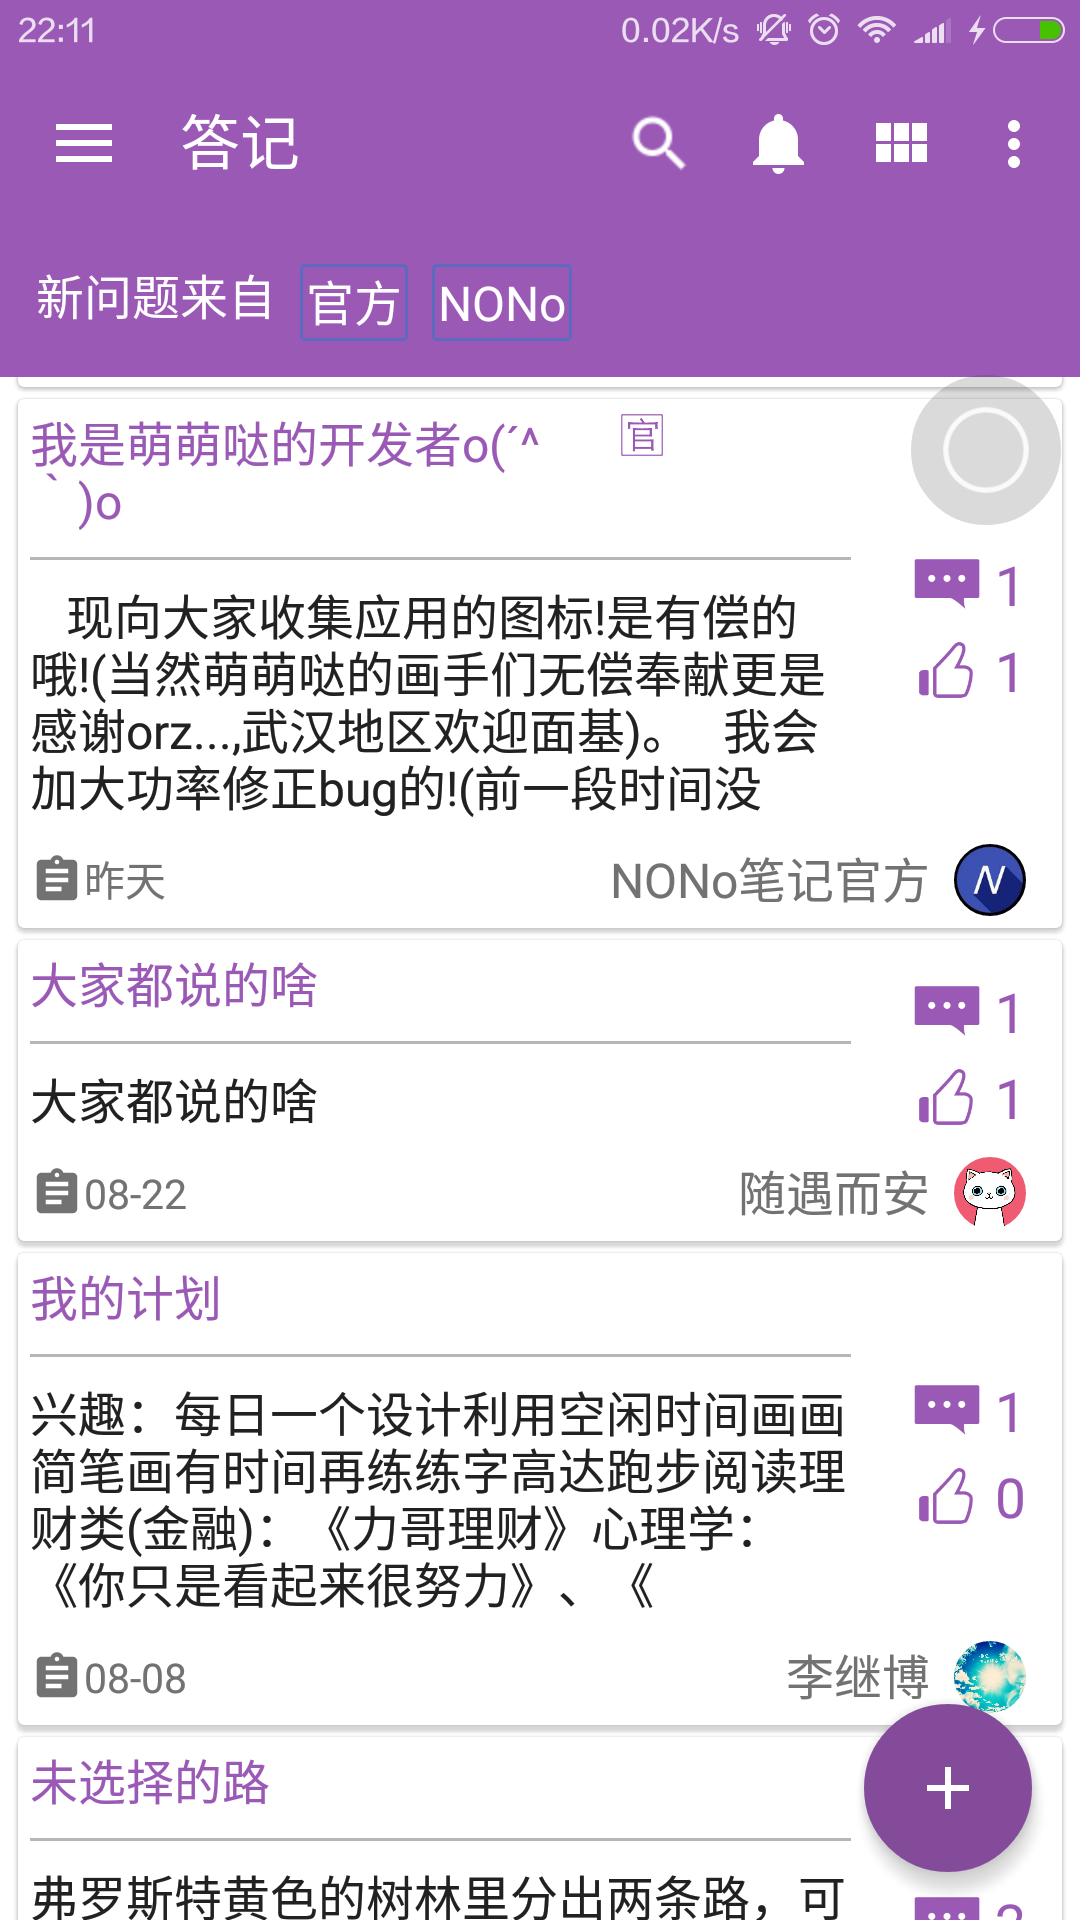 22:11 0.02K/s
答记
新问题来自 官方 NONo
我是萌萌哒的开发者o(´^ 官
｀)o
1
现向大家收集应用的图标!是有偿的
哦!(当然萌萌哒的画手们无偿奉献更是
1
感谢orz...,武汉地区欢迎面基)。 我会
加大功率修正bug的!(前一段时间没
昨天 NONo笔记官方 N
大家都说的啥
1
大家都说的啥
1
08-22 随遇而安
我的计划
兴趣：每日一个设计利用空闲时间画画
1
简笔画有时间再练练字高达跑步阅读理
财类(金融)：《力哥理财》心理学：
0
《你只是看起来很努力》、《
08-08 李继博
未选择的路
弗罗斯特黄色的树林里分出两条路，可